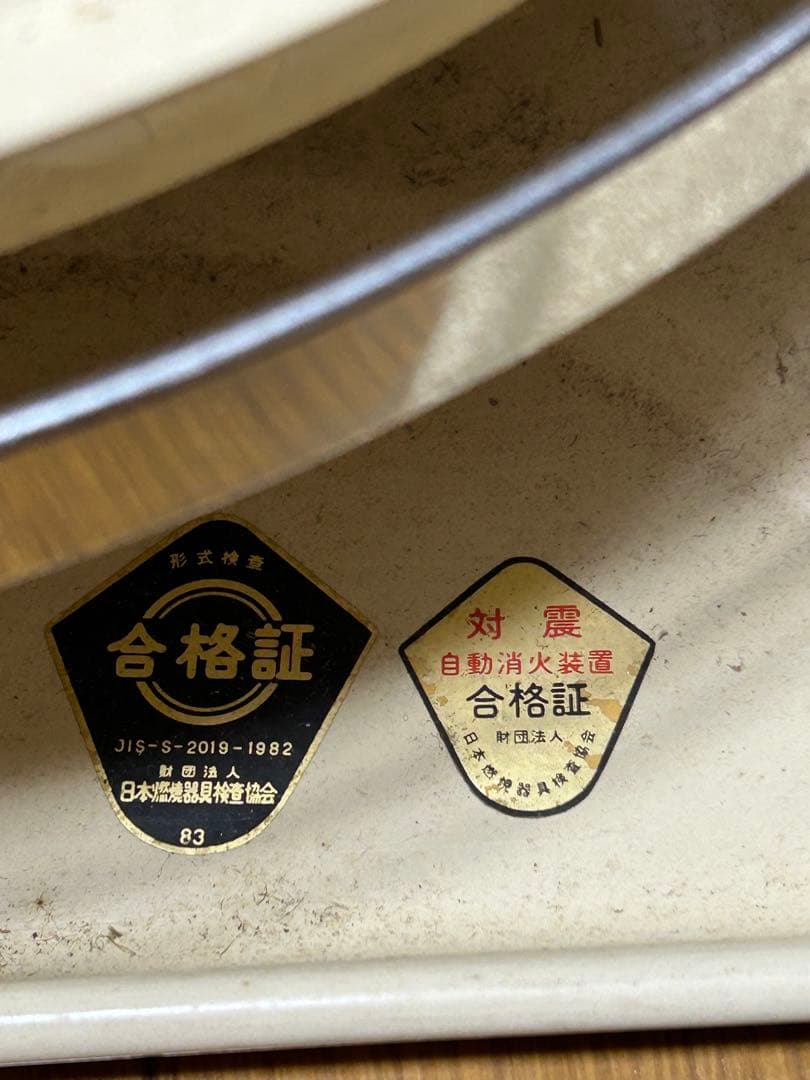 形式検査
合格証
JIS-S-2019-1982
財団法人
日本燃焼器具検査協会
83
対震
自動消火装置
合格証
財団法人
日本燃焼器具検査協会